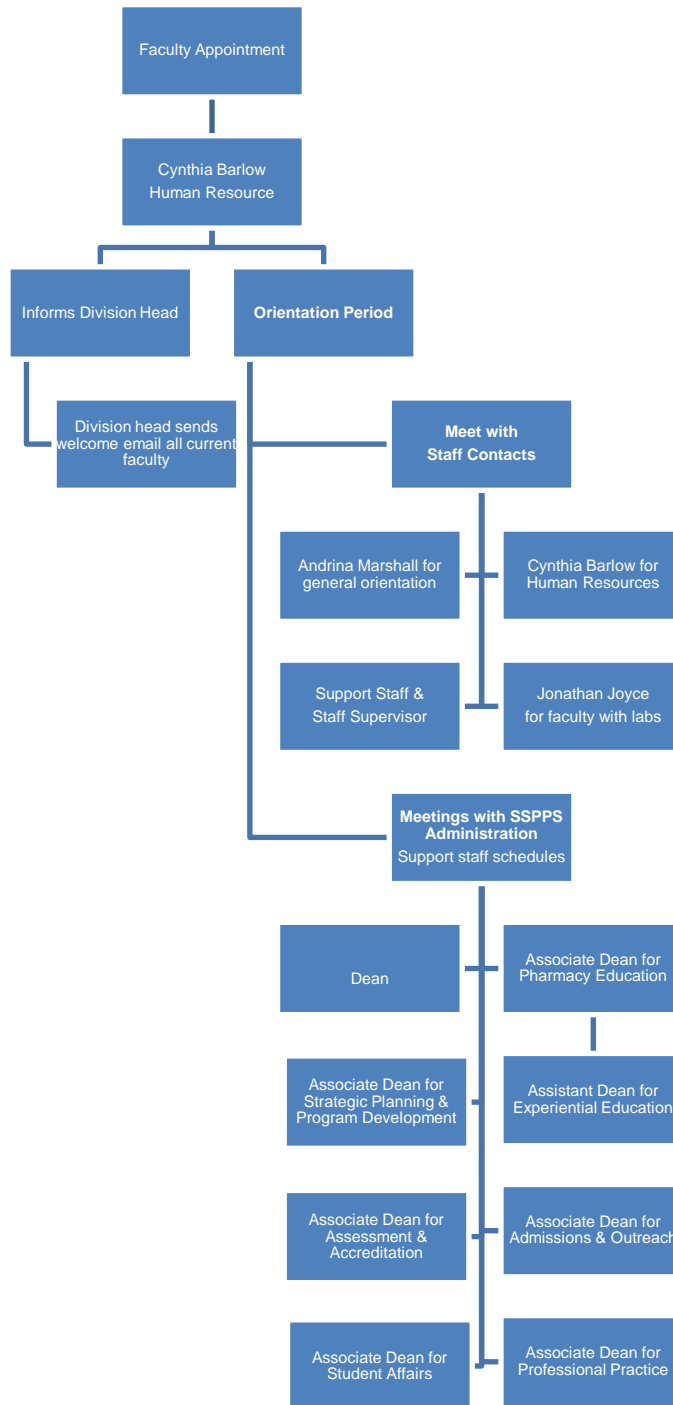 Faculty Appointment
Cynthia Barlow
Human Resource
Informs Division Head
Orientation Period
Division head sends
welcome email all current
faculty
Meet with
Staff Contacts
Andrina Marshall for
general orientation
Cynthia Barlow for
Human Resources
Support Staff &
Staff Supervisor
Jonathan Joyce
for faculty with labs
Meetings with SSPPS
Administration
Support staff schedules
Dean
Associate Dean for
Pharmacy Education
Associate Dean for
Strategic Planning &
Program Development
Assistant Dean for
Experiential Education
Associate Dean for
Assessment &
Accreditation
Associate Dean for
Admissions & Outreach
Associate Dean for
Student Affairs
Associate Dean for
Professional Practice